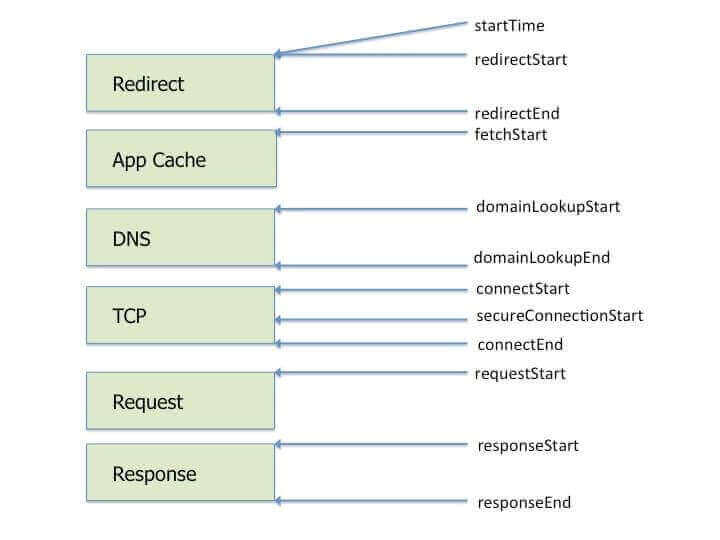 startTime
redirectStart
Redirect
redirectEnd
fetchStart
App Cache
domainLookupStart
DNS
domainLookupEnd
connectStart
TCP
secureConnectionStart
connectEnd
requestStart
Request
responseStart
Response
responseEnd